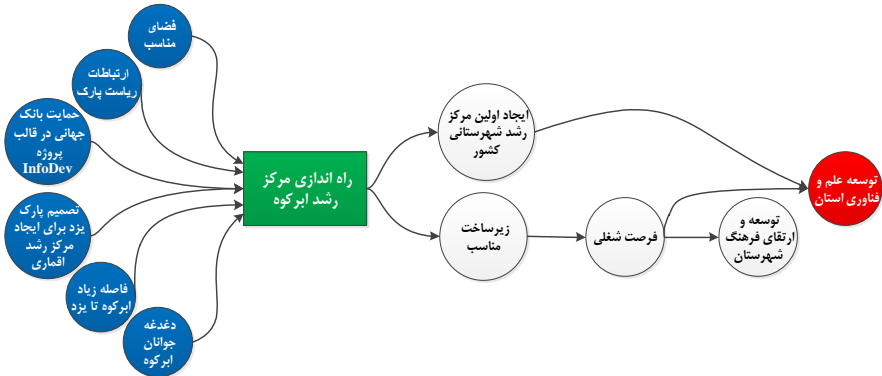 فضای
مناسب
ارتباطات
ریاست پارک
حمایت بانک
جهانی در قالب
پروژه
InfoDev
تصمیم پارک
یزد برای ایجاد
مرکز رشد
اقماری
فاصله زیاد
ابرکوه تا یزد
دغدغه
جوانان
ابرکوه
راه اندازی مرکز
رشد ابرکوه
ایجاد اولین مرکز
رشد شهرستانی
کشور
زیرساخت
مناسب
فرصت شغلی
توسعه و
ارتقای فرهنگ
شهرستان
توسعه علم و
فناوری استان